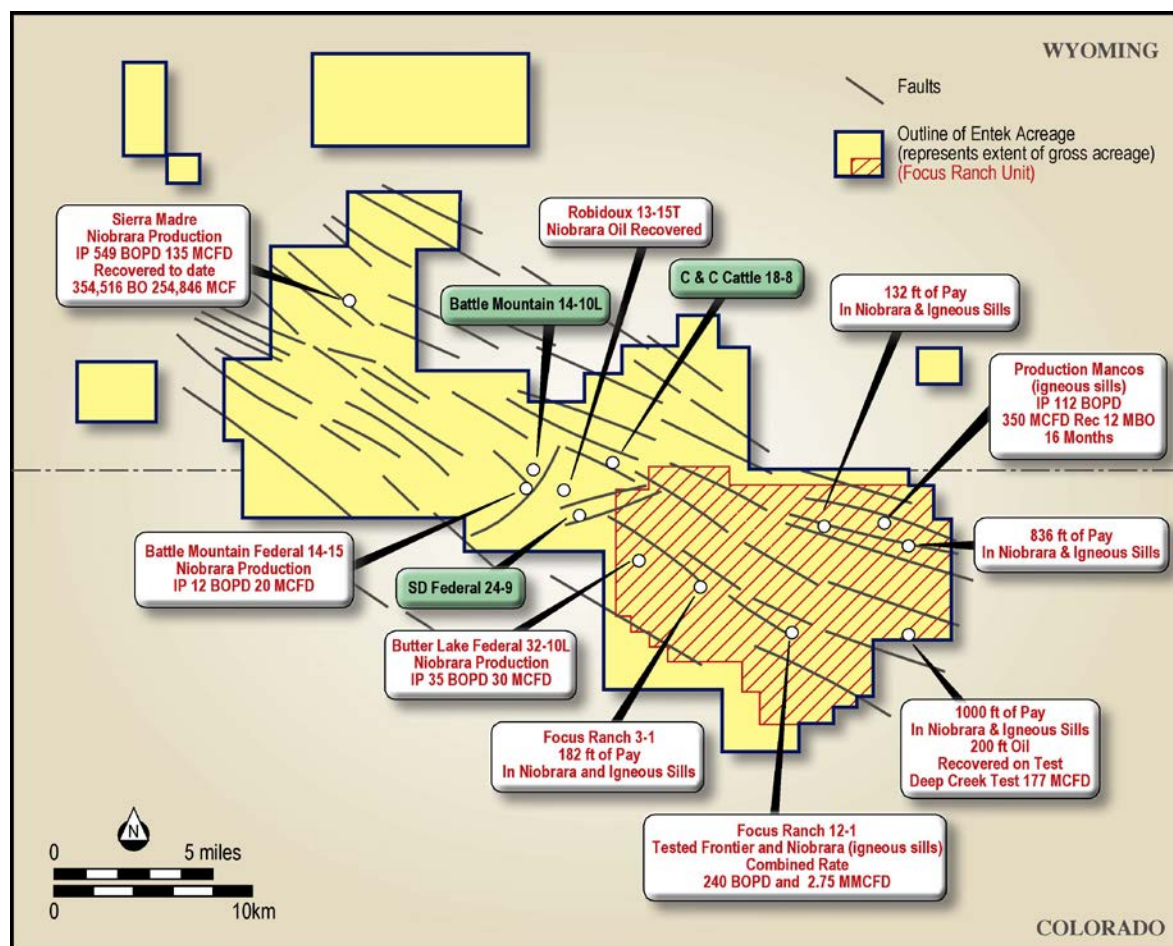 WYOMING
Faults
Outline of Entek Acreage
(represents extent of gross acreage)
(Focus Ranch Unit)
Sierra Madre
Niobrara Production
IP 549 BOPD 135 MCFD
Recovered to date
354,516 BO 254,846 MCF
Robidoux 13-15T
Niobrara Oil Recovered
Battle Mountain 14-10L
C & C Cattle 18-8
132 ft of Pay
In Niobrara & Igneous Sills
Production Mancos
(igneous sills)
IP 112 BOPD
350 MCFD Rec 12 MBO
16 Months
836 ft of Pay
In Niobrara & Igneous Sills
Battle Mountain Federal 14-15
Niobrara Production
IP 12 BOPD 20 MCFD
SD Federal 24-9
Butter Lake Federal 32-10L
Niobrara Production
IP 35 BOPD 30 MCFD
Focus Ranch 3-1
182 ft of Pay
In Niobrara and Igneous Sills
1000 ft of Pay
In Niobrara & Igneous Sills
200 ft Oil
Recovered on Test
Deep Creek Test 177 MCFD
Focus Ranch 12-1
Tested Frontier and Niobrara (igneous sills)
Combined Rate
240 BOPD and 2.75 MMCFD
N
0 5 miles
0 10km
COLORADO